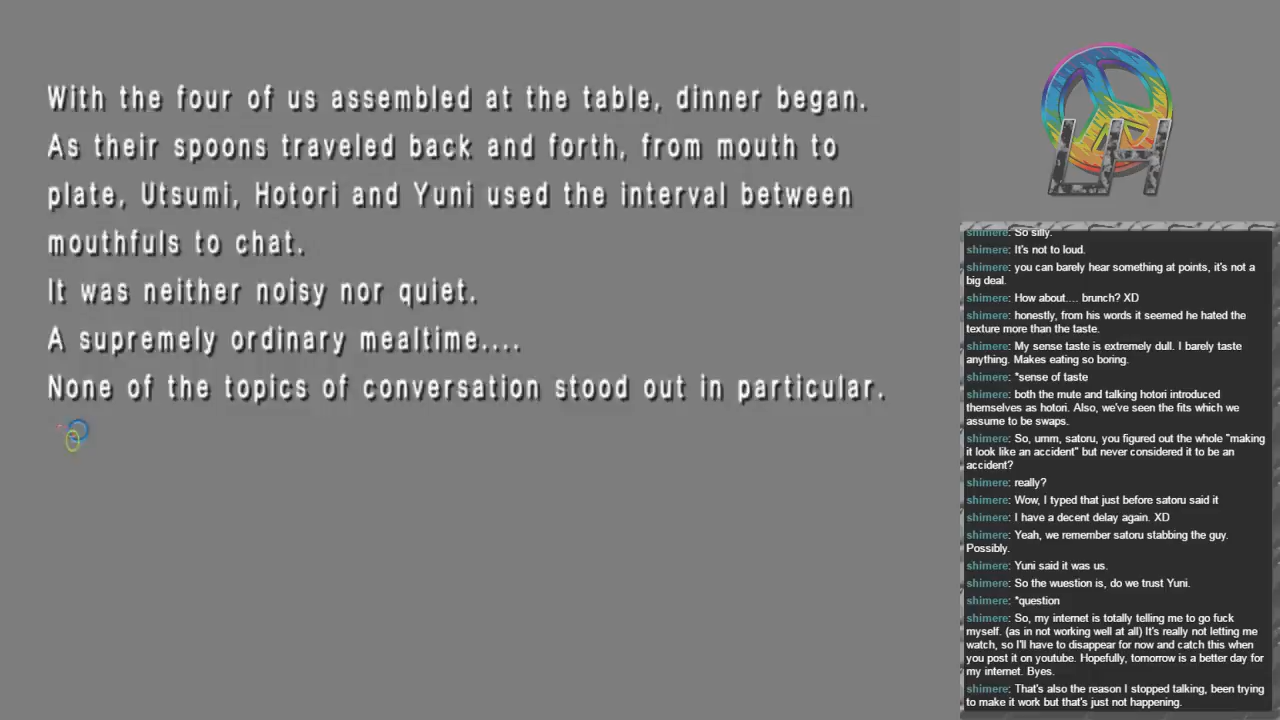 With the four of us assembled at the table, dinner began.
As their spoons traveled back and forth, from mouth to
plate, Utsumi, Hotori and Yuni used the interval between
mouthfuls to chat.
It was neither noisy nor quiet.
A supremely ordinary mealtime....
None of the topics of conversation stood out in particular.
LH
shimere: So silly.
shimere: It's not to loud.
shimere: you can barely hear something at points, it's not a
big deal.
shimere: How about.... brunch? XD
shimere: honestly, from his words it seemed he hated the
texture more than the taste.
shimere: My sense taste is extremely dull. I barely taste
anything. Makes eating so boring.
shimere: *sense of taste
shimere: both the mute and talking hotori introduced
themselves as hotori. Also, we've seen the fits which we
assume to be swaps.
shimere: So, umm, satoru, you figured out the whole "making
it look like an accident" but never considered it to be an
accident?
shimere: really?
shimere: Wow, I typed that just before satoru said it
shimere: I have a decent delay again. XD
shimere: Yeah, we remember satoru stabbing the guy.
Possibly.
shimere: Yuni said it was us.
shimere: So the wuestion is, do we trust Yuni.
shimere: *question
shimere: So, my internet is totally telling me to go fuck
myself. (as in not working well at all) It's really not letting me
watch, so I'll have to disappear for now and catch this when
you post it on youtube. Hopefully, tomorrow is a better day for
my internet. Byes.
shimere: That's also the reason I stopped talking, been trying
to make it work but that's just not happening.